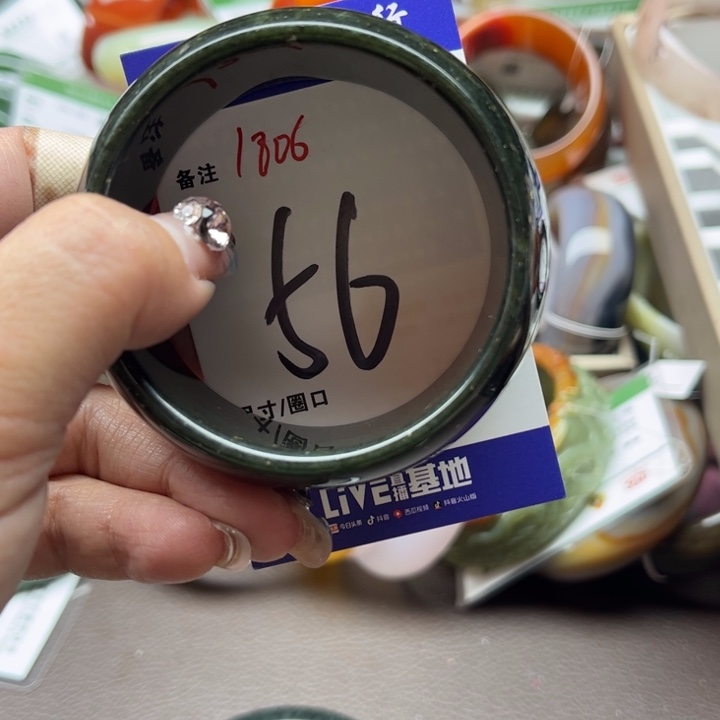 行
备注 1806
56
尺寸/圈口
LiVE直播基地
今日头条 抖音 西瓜视频 抖音火山版